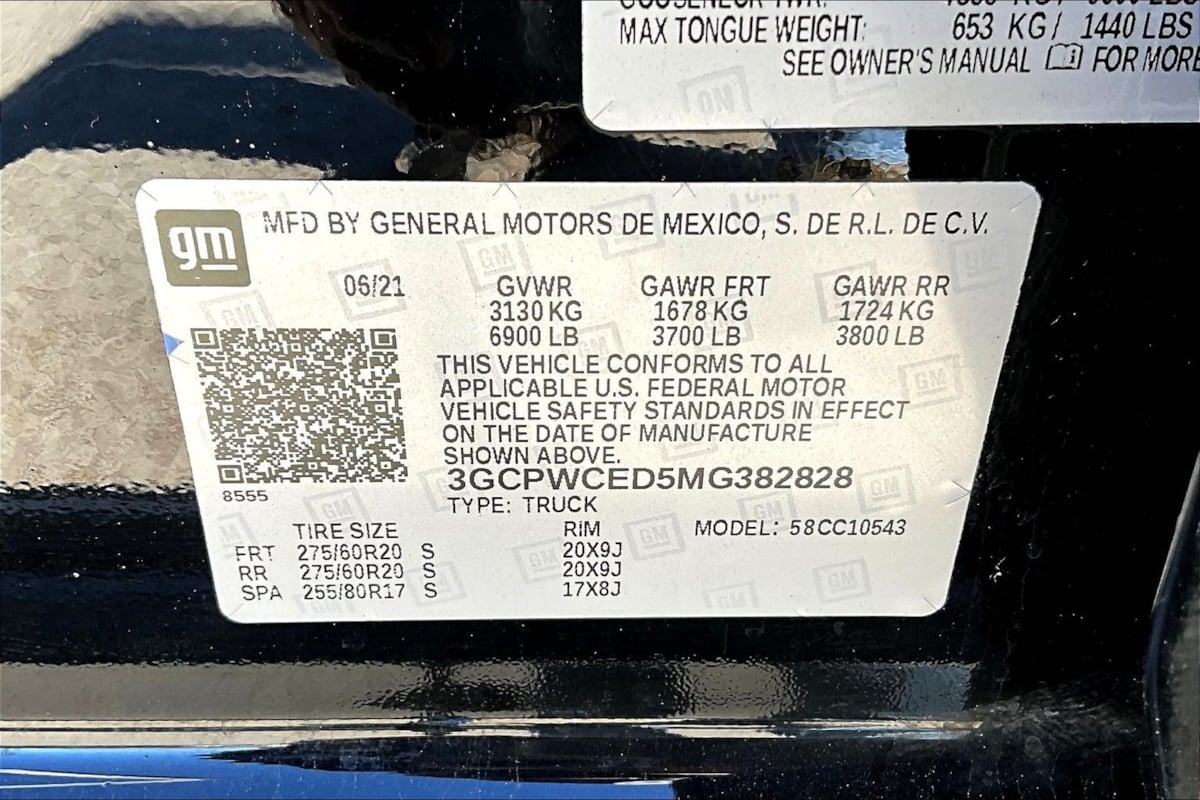 MAX TONGUE WEIGHT: 653 KG/ 1440 LBS
SEE OWNER'S MANUAL FOR MORE
gm MFD BY GENERAL MOTORS DE MEXICO, S. DE R.L. DE C.V.
06/21 GVWR GAWR FRT GAWR RR
3130 KG 1678 KG 1724 KG
6900 LB 3700 LB 3800 LB
THIS VEHICLE CONFORMS TO ALL
APPLICABLE U.S. FEDERAL MOTOR
VEHICLE SAFETY STANDARDS IN EFFECT
ON THE DATE OF MANUFACTURE
SHOWN ABOVE.
3GCPWCED5MG382828
8555
TYPE: TRUCK
TIRE SIZE RIM MODEL: 58CC10543
FRT 275/60R20 S 20X9J
RR 275/60R20 S 20X9J
SPA 255/80R17 S 17X8J